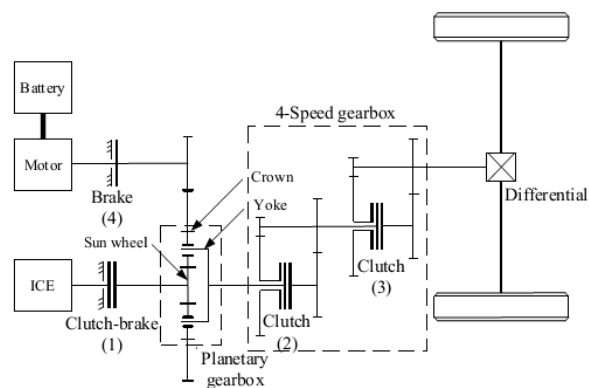 Battery
4-Speed gearbox
Motor
Brake
(4)
Crown
Yoke
Differential
Sun wheel
ICE
Clutch
(3)
Clutch-brake
(1)
Clutch
(2)
Planetary
gearbox